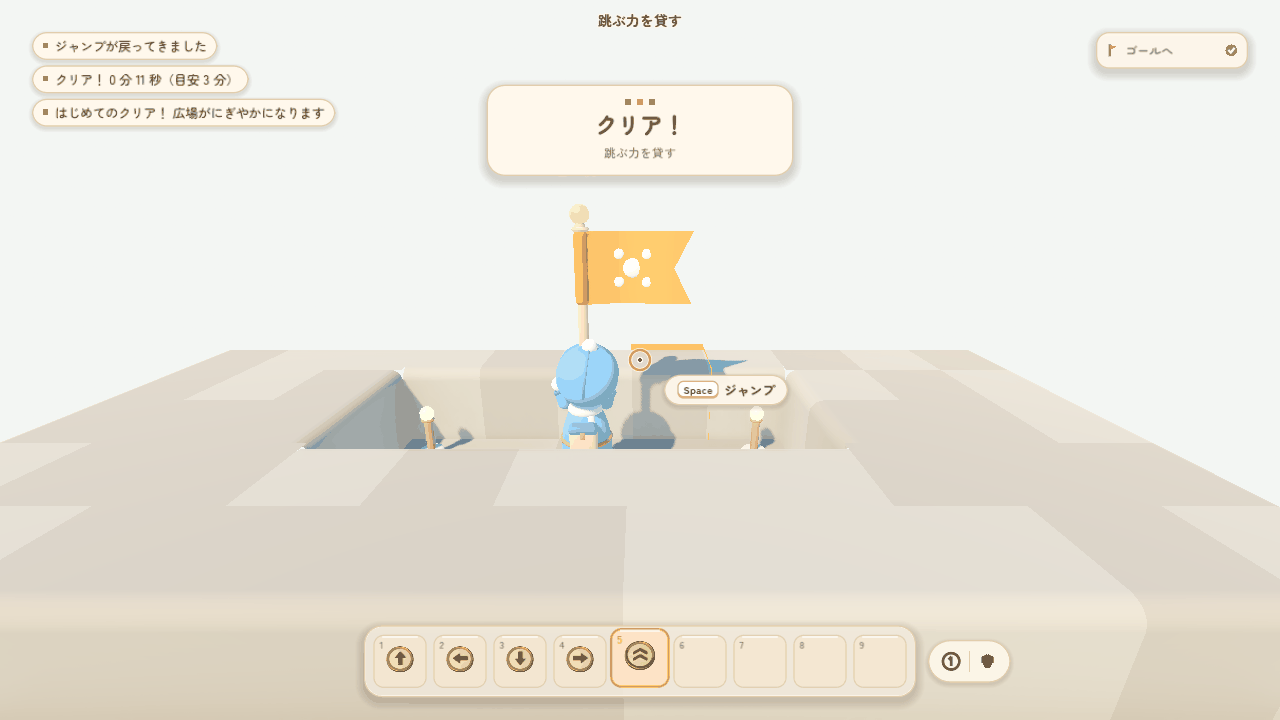 跳ぶ力を貸す
ジャンプが戻ってきました
クリア！ 0 分 11 秒（目安 3 分）
はじめてのクリア！ 広場がにぎやかになります
ゴールへ
クリア！
跳ぶ力を貸す
Space ジャンプ
1 2 3 4 5 6 7 8 9
1